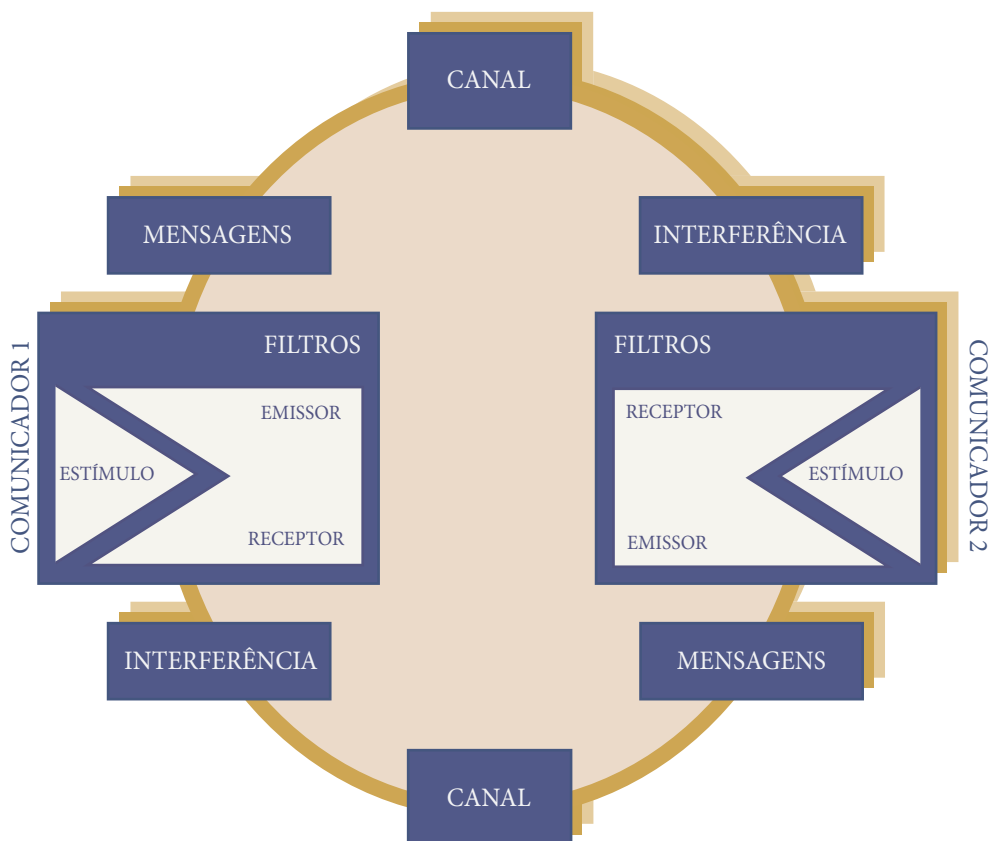 CANAL
MENSAGENS
INTERFERÊNCIA
COMUNICADOR 1
FILTROS
EMISSOR
ESTÍMULO
RECEPTOR
FILTROS
RECEPTOR
ESTÍMULO
EMISSOR
COMUNICADOR 2
INTERFERÊNCIA
MENSAGENS
CANAL